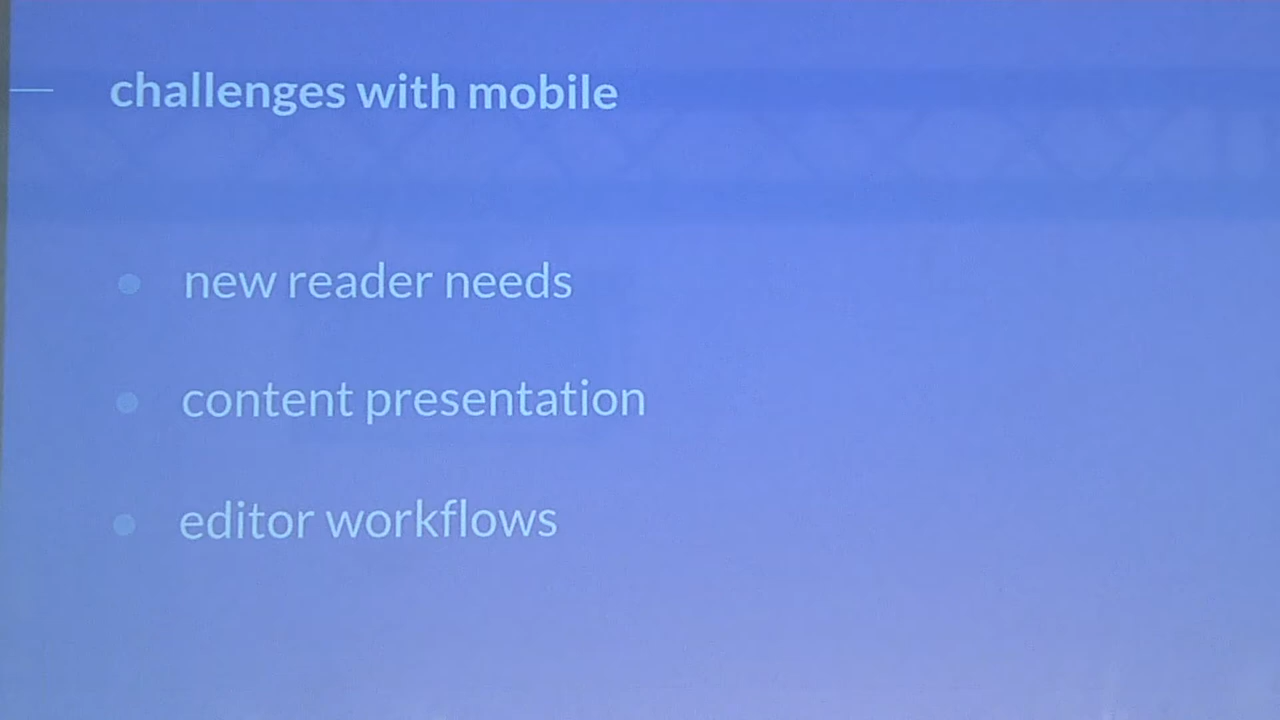 challenges with mobile
new reader needs
content presentation
editor workflows